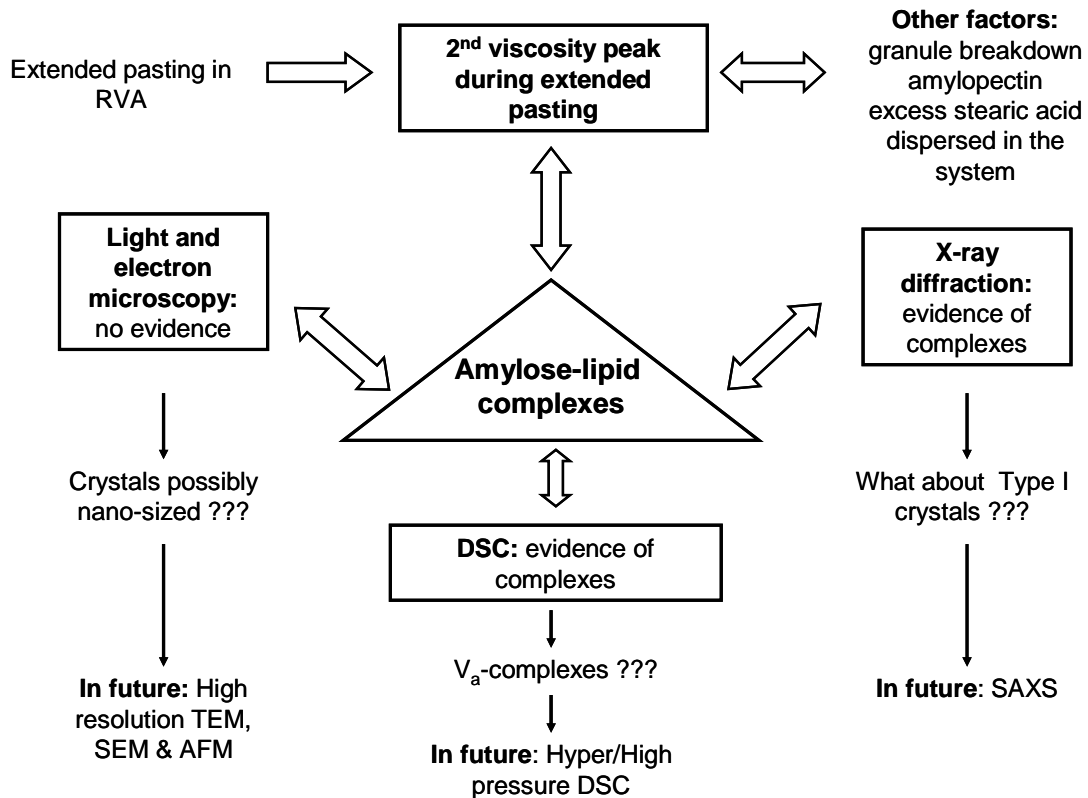 Extended pasting in
RVA
2nd viscosity peak
during extended
pasting
Other factors:
granule breakdown
amylopectin
excess stearic acid
dispersed in the
system
Light and
electron
microscopy:
no evidence
X-ray
diffraction:
evidence of
complexes
Amylose-lipid
complexes
Crystals possibly
nano-sized ???
What about Type I
crystals ???
DSC: evidence of
complexes
Va-complexes ???
In future: High
resolution TEM,
SEM & AFM
In future: SAXS
In future: Hyper/High
pressure DSC